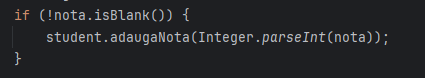 if (!nota.isBlank()) {
    student.adaugaNota(Integer.parseInt(nota));
}